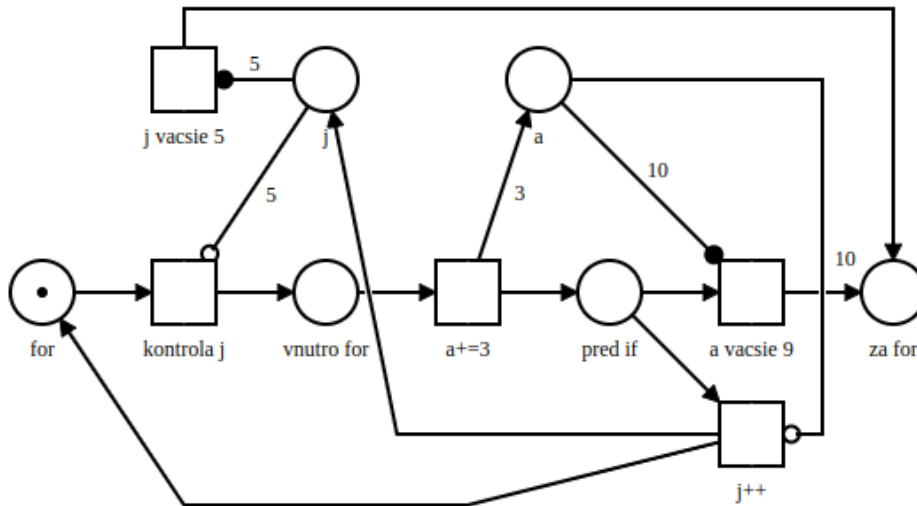 5
j vacsie 5
j
a
5
3
10
10
for
kontrola j
vnutro for
a+=3
pred if
a vacsie 9
za for
j++